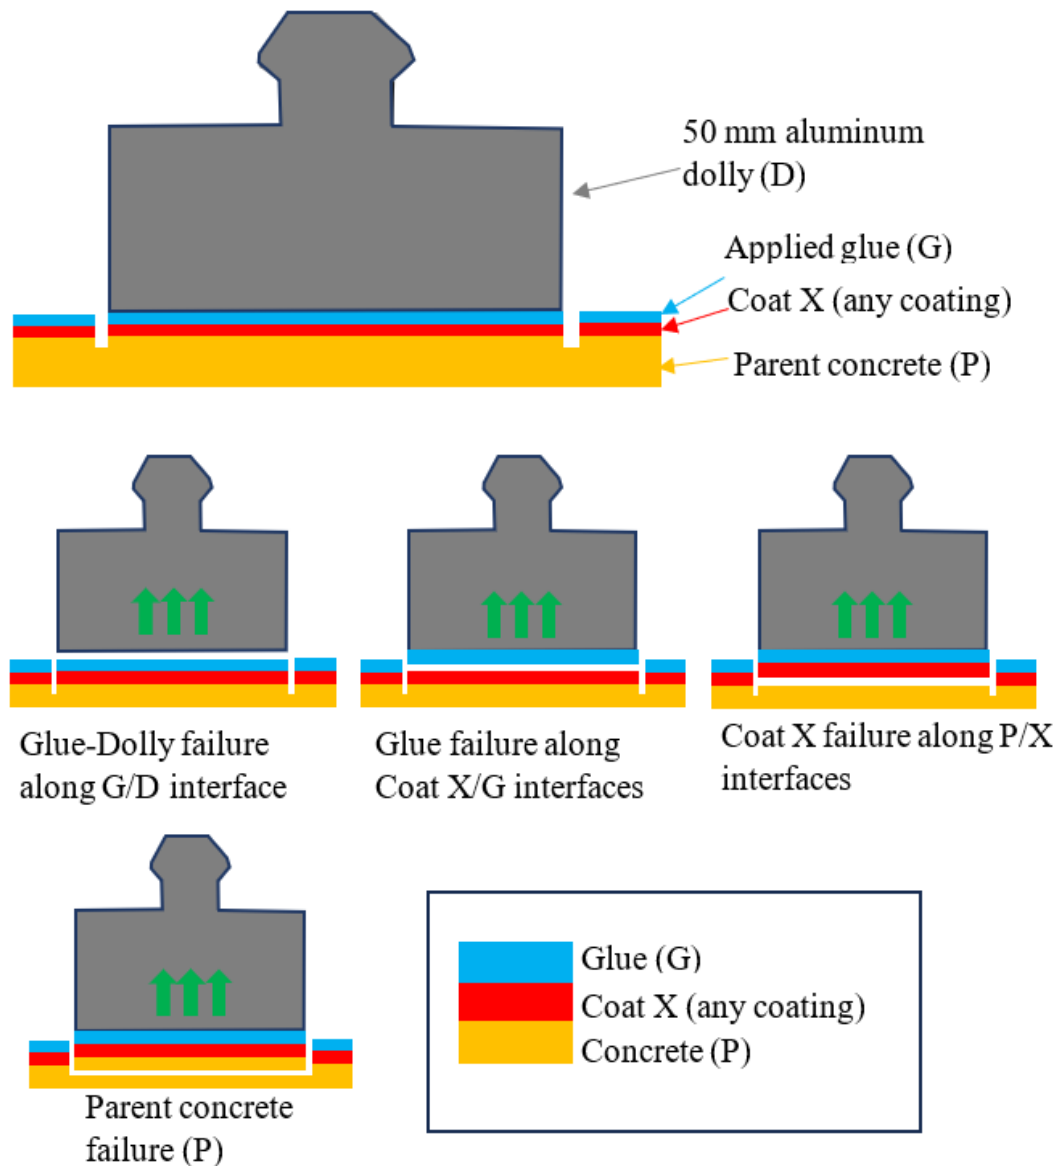 50 mm aluminum
dolly (D)
Applied glue (G)
Coat X (any coating)
Parent concrete (P)
Glue-Dolly failure
along G/D interface
Glue failure along
Coat X/G interfaces
Coat X failure along P/X
interfaces
Parent concrete
failure (P)
Glue (G)
Coat X (any coating)
Concrete (P)